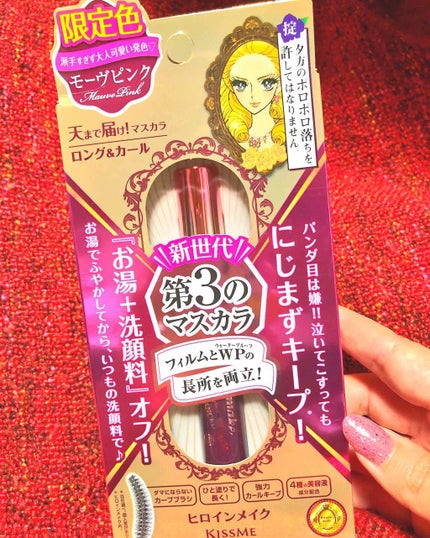 限定色
派手すぎず大人可愛い発色♡
モーヴピンク
Mauve Pink
掟
夕方のボロボロ落ちを
許してはなりません。
天まで届け!マスカラ
ロング&カール
新世代
第3の
マスカラ
ウォータープルーフ
フィルムとWPの
長所を両立!
パンダ目は嫌!!泣いてこすっても
にじまずキープ!
『お湯+洗顔料』オフ!
お湯でふやかしてから、いつもの洗顔料で♪
ダマにならない
カーブブラシ
ひと塗りで
長く!
強力
カールキープ
4種の美容液
成分配合
ヒロインメイク
KISSME